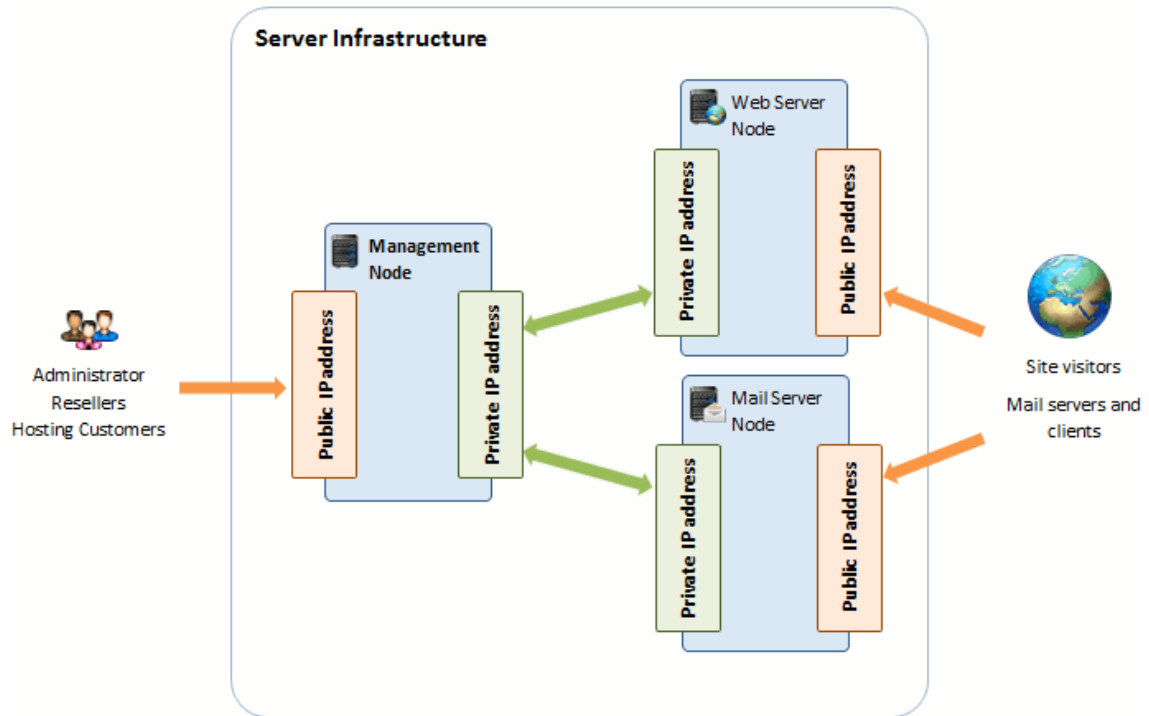 Server Infrastructure
Web Server
Node
Private IP address
Public IP address
Management
Node
Public IP address
Private IP address
Administrator
Resellers
Hosting Customers
Site visitors
Mail servers and
clients
Mail Server
Node
Private IP address
Public IP address